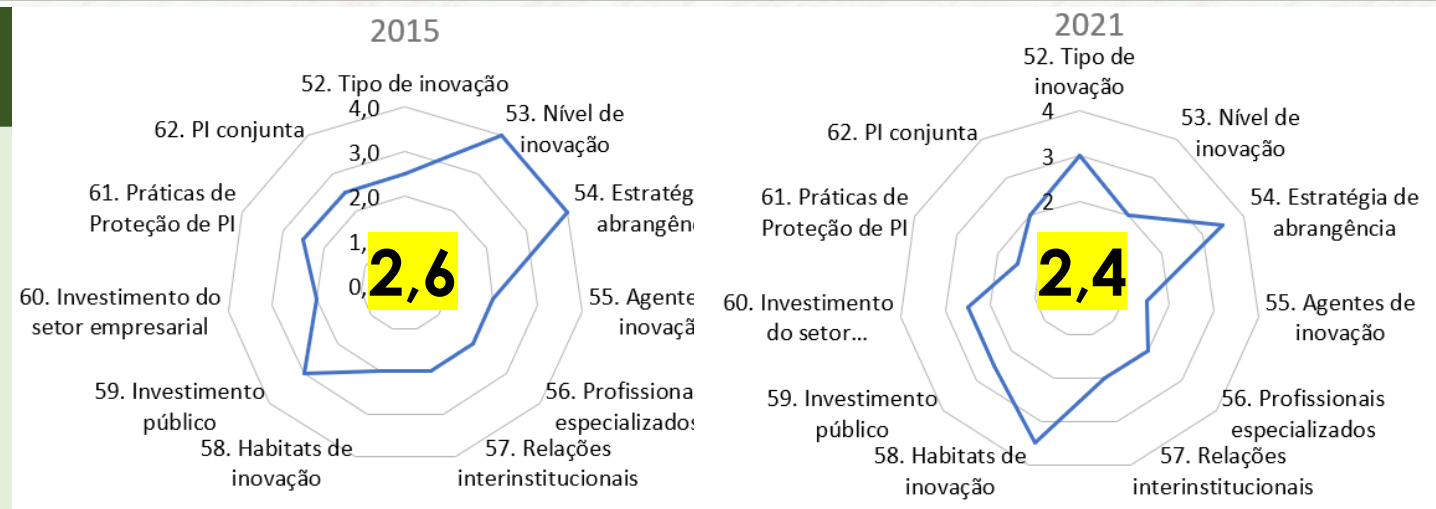 2015
52. Tipo de inovação
4,0
53. Nível de
inovação
62. PI conjunta
3,0
61. Práticas de
Proteção de PI
2,0
54. Estratég
abrangên
1,
2,6
0,
60. Investimento do
setor empresarial
55. Agente
inovaçã
59. Investimento
público
56. Profissiona
especializados
58. Habitats de
inovação
57. Relações
interinstitucionais
2021
52. Tipo de
inovação
4
53. Nível de
inovação
62. PI conjunta
3
61. Práticas de
Proteção de PI
2
54. Estratégia de
abrangência
2,4
60. Investimento
do setor...
55. Agentes de
inovação
59. Investimento
público
56. Profissionais
especializados
58. Habitats de
inovação
57. Relações
interinstitucionais